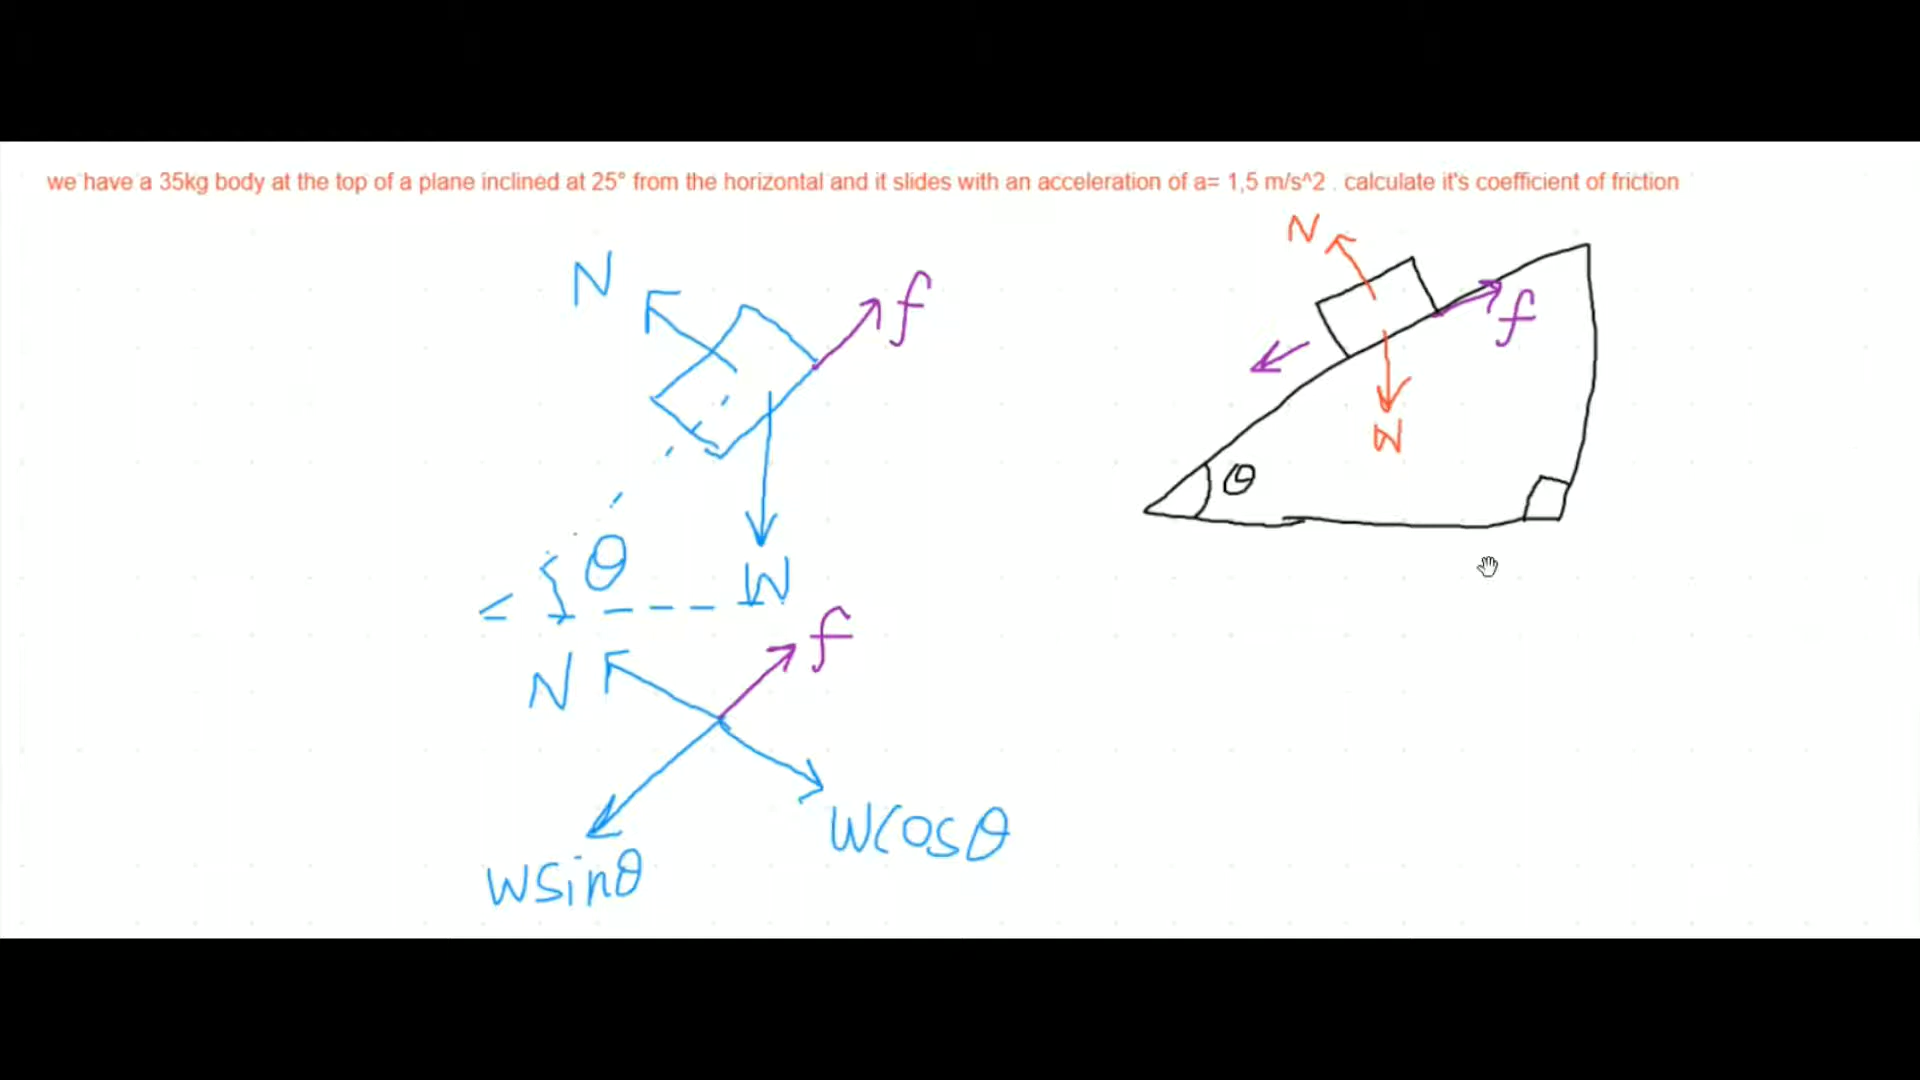 we have a 35kg body at the top of a plane inclined at 25° from the horizontal and it slides with an acceleration of a= 1,5 m/s^2 . calculate it's coefficient of friction
N
f
W
θ
N
f
W
θ
N
f
wsinθ
Wcosθ